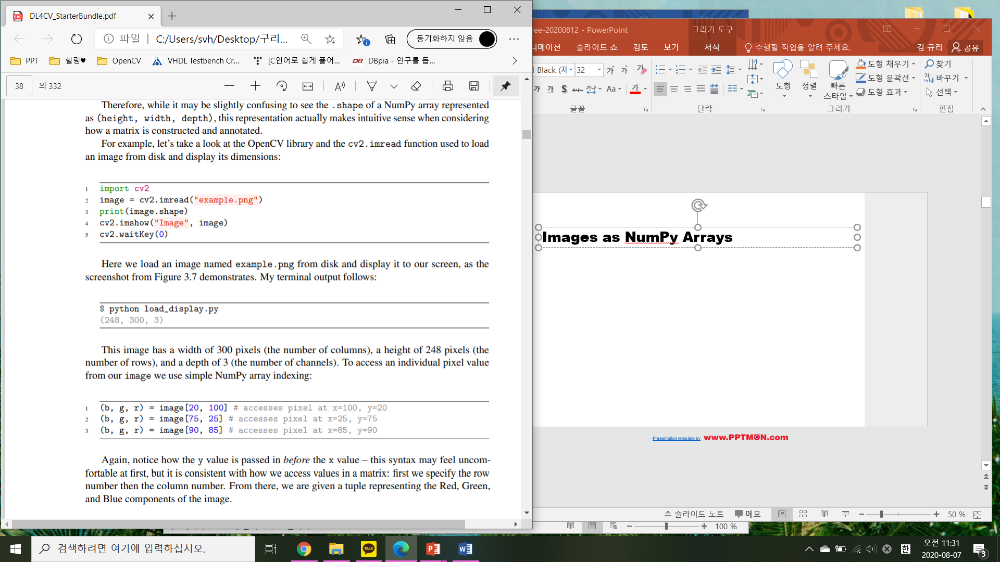 DL4CV_StarterBundle.pdf
파일 | C:/Users/svh/Desktop/구리...
동기화하지 않음
PPT
힐링♥
OpenCV
VHDL Testbench Cr...
[C언어로 쉽게 풀어...
DBpia - 연구를 돕...
38 의 332
Therefore, while it may be slightly confusing to see the .shape of a NumPy array represented
as (height, width, depth), this representation actually makes intuitive sense when considering
how a matrix is constructed and annotated.
For example, let's take a look at the OpenCV library and the cv2.imread function used to load
an image from disk and display its dimensions:
1 import cv2
2 image = cv2.imread("example.png")
3 print(image.shape)
4 cv2.imshow("Image", image)
5 cv2.waitKey(0)
Here we load an image named example.png from disk and display it to our screen, as the
screenshot from Figure 3.7 demonstrates. My terminal output follows:
$ python load_display.py
(248, 300, 3)
This image has a width of 300 pixels (the number of columns), a height of 248 pixels (the
number of rows), and a depth of 3 (the number of channels). To access an individual pixel value
from our image we use simple NumPy array indexing:
1 (b, g, r) = image[20, 100] # accesses pixel at x=100, y=20
2 (b, g, r) = image[75, 25] # accesses pixel at x=25, y=75
3 (b, g, r) = image[90, 85] # accesses pixel at x=85, y=90
Again, notice how the y value is passed in before the x value – this syntax may feel uncom-
fortable at first, but it is consistent with how we access values in a matrix: first we specify the row
number then the column number. From there, we are given a tuple representing the Red, Green,
and Blue components of the image.
ree-20200812 - PowerPoint
그리기 도구
니메이션 슬라이드 쇼 검토 보기 서식 수행할 작업을 알려 주세요. 김 규리 공유
Black (제 32
가 가 S 가나 Aa 가
글꼴
단락
도형
정렬
빠른
스타일
도형 채우기
도형 윤곽선
도형 효과
그리기
찾기
바꾸기
선택
편집
Images as NumPy Arrays
Presentation template by www.PPTMON.com
슬라이드 노트 메모 50 %
100 %
검색하려면 여기에 입력하십시오.
TALK
한
오전 11:31
2020-08-07
3